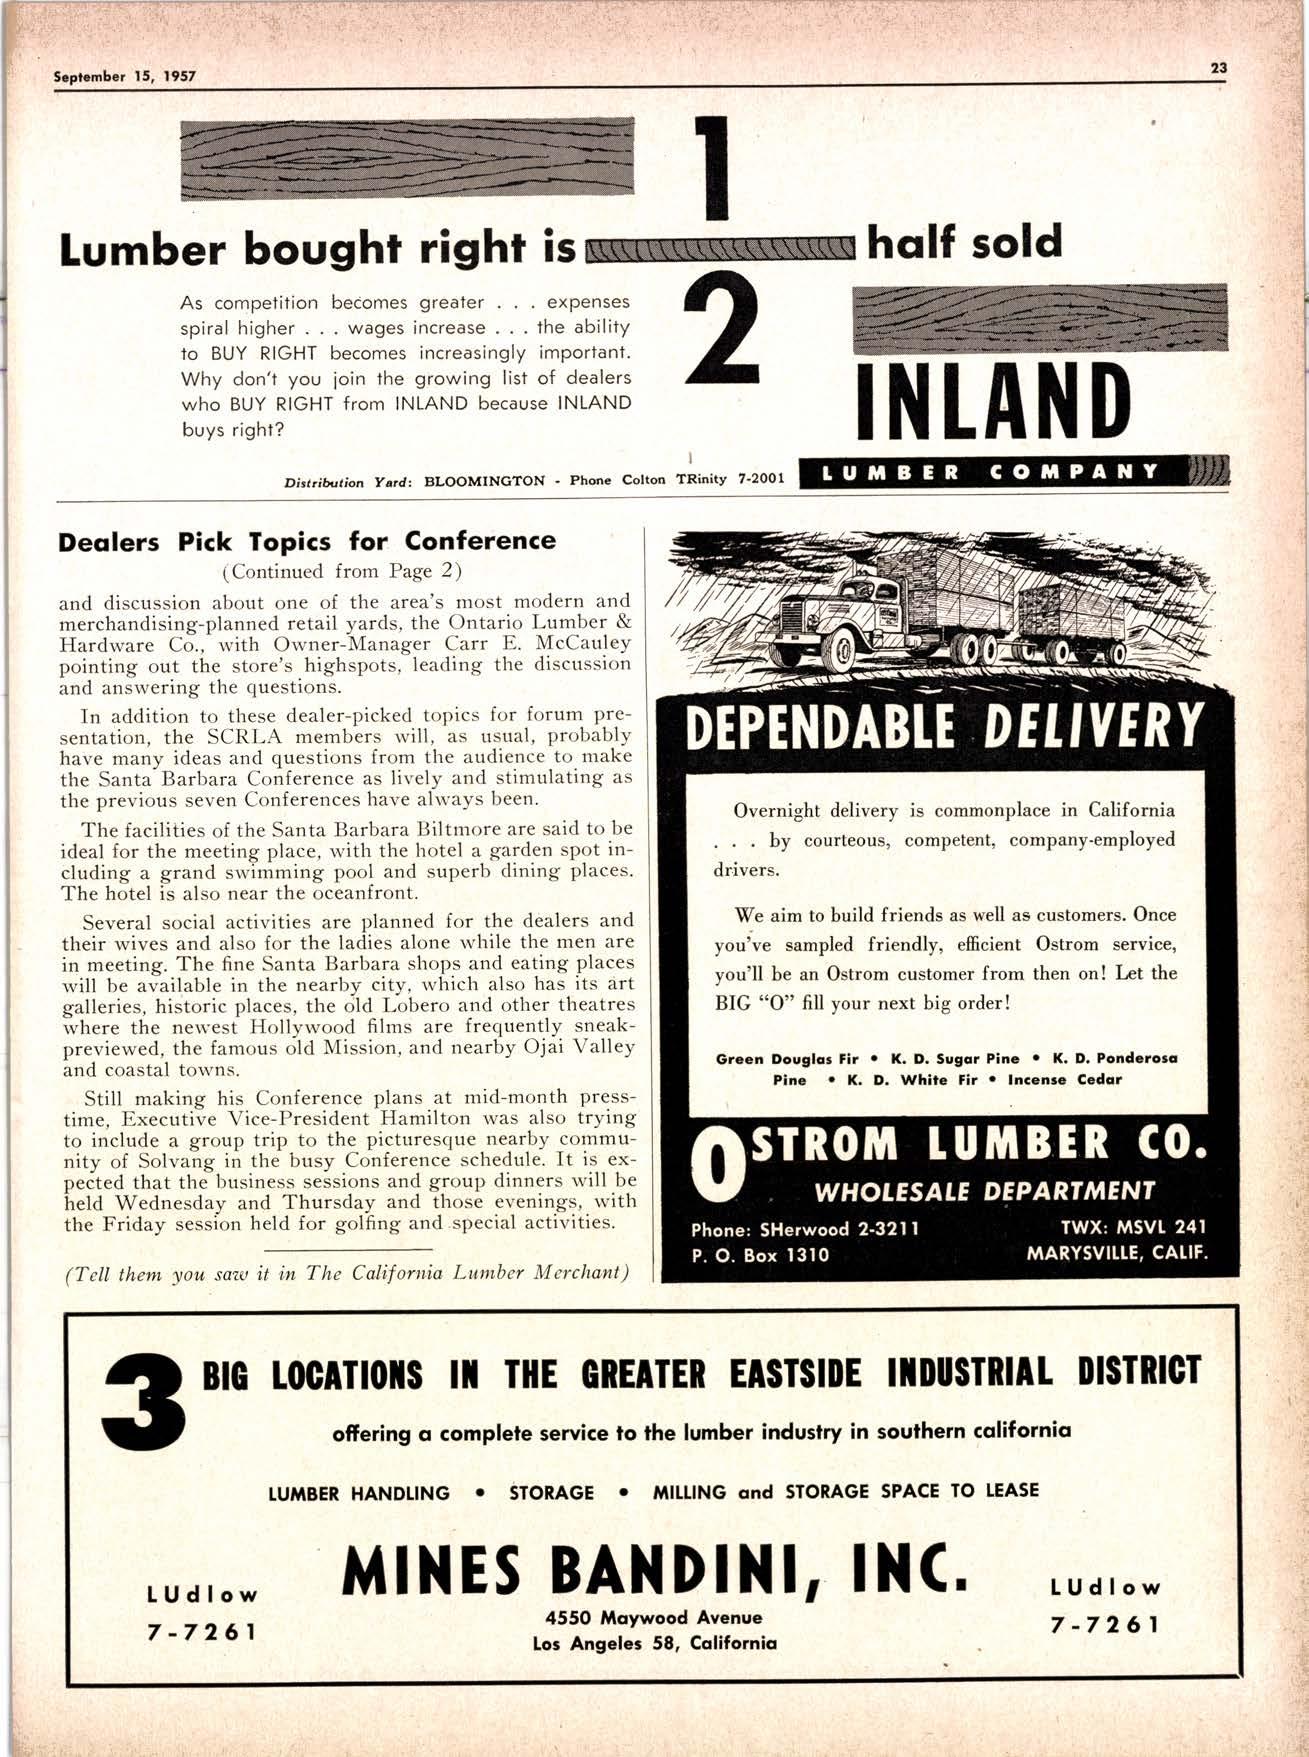 September 15, 1957
23
1
Lumber bought right is half sold
2
As competition becomes greater . . . expenses
spiral higher . . . wages increase . . . the ability
to BUY RIGHT becomes increasingly important.
Why don't you join the growing list of dealers
who BUY RIGHT from INLAND because INLAND
buys right?
INLAND
LUMBER COMPANY
Distribution Yard: BLOOMINGTON - Phone Colton TRinity 7-2001
Dealers Pick Topics for Conference
(Continued from Page 2)
and discussion about one of the area's most modern and
merchandising-planned retail yards, the Ontario Lumber &
Hardware Co., with Owner-Manager Carr E. McCauley
pointing out the store's highspots, leading the discussion
and answering the questions.
In addition to these dealer-picked topics for forum pre-
sentation, the SCRLA members will, as usual, probably
have many ideas and questions from the audience to make
the Santa Barbara Conference as lively and stimulating as
the previous seven Conferences have always been.
The facilities of the Santa Barbara Biltmore are said to be
ideal for the meeting place, with the hotel a garden spot in-
cluding a grand swimming pool and superb dining places.
The hotel is also near the oceanfront.
Several social activities are planned for the dealers and
their wives and also for the ladies alone while the men are
in meeting. The fine Santa Barbara shops and eating places
will be available in the nearby city, which also has its art
galleries, historic places, the old Lobero and other theatres
where the newest Hollywood films are frequently sneak-
previewed, the famous old Mission, and nearby Ojai Valley
and coastal towns.
Still making his Conference plans at mid-month press-
time, Executive Vice-President Hamilton was also trying
to include a group trip to the picturesque nearby commu-
nity of Solvang in the busy Conference schedule. It is ex-
pected that the business sessions and group dinners will be
held Wednesday and Thursday and those evenings, with
the Friday session held for golfing and special activities.
(Tell them you saw it in The California Lumber Merchant)
DEPENDABLE DELIVERY
Overnight delivery is commonplace in California
. . . by courteous, competent, company-employed
drivers.
We aim to build friends as well as customers. Once
you've sampled friendly, efficient Ostrom service,
you'll be an Ostrom customer from then on! Let the
BIG "O" fill your next big order!
Green Douglas Fir • K. D. Sugar Pine • K. D. Ponderosa
Pine • K. D. White Fir • Incense Cedar
OSTROM LUMBER CO.
WHOLESALE DEPARTMENT
Phone: SHerwood 2-3211 TWX: MSVL 241
P. O. Box 1310 MARYSVILLE, CALIF.
3 BIG LOCATIONS IN THE GREATER EASTSIDE INDUSTRIAL DISTRICT
offering a complete service to the lumber industry in southern california
LUMBER HANDLING • STORAGE • MILLING and STORAGE SPACE TO LEASE
MINES BANDINI, INC.
LUdlow
7-7261
4550 Maywood Avenue
Los Angeles 58, California
LUdlow
7-7261